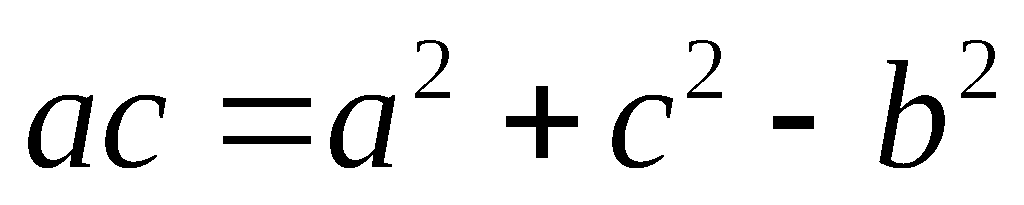 ac = a² + c² - b²